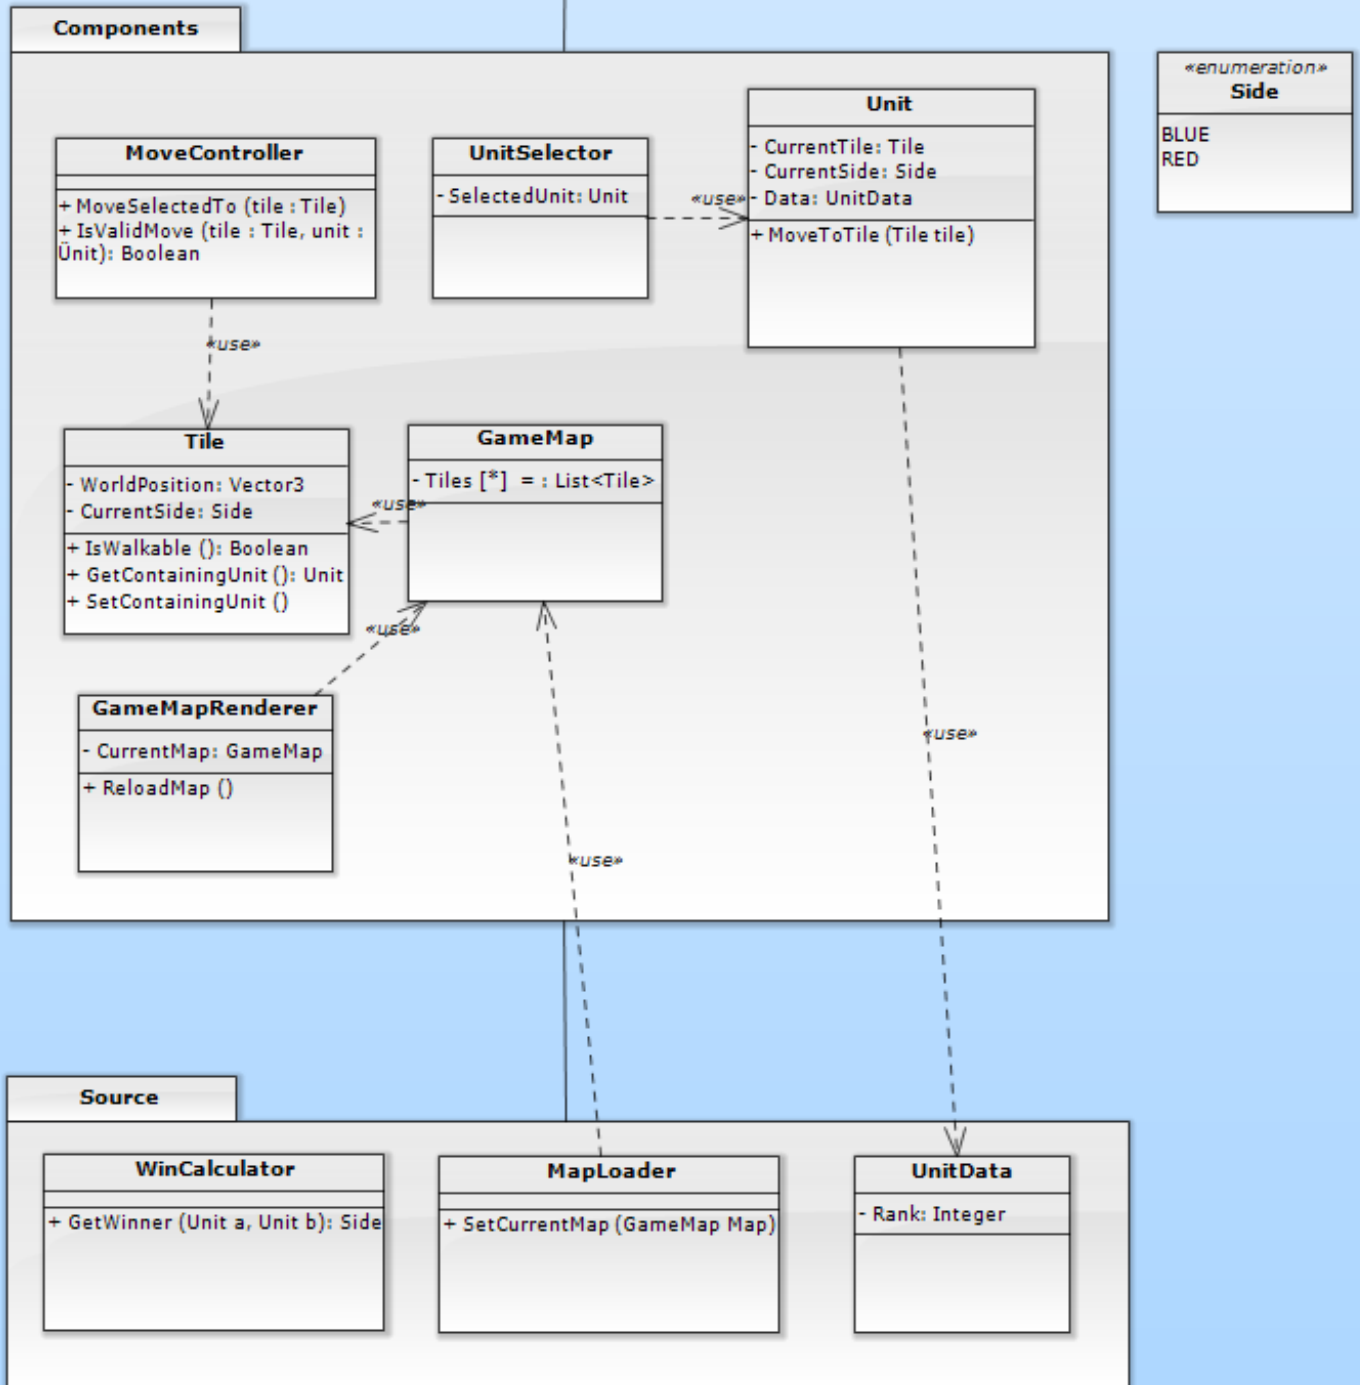 Components
«enumeration»
Side
BLUE
RED
MoveController
+ MoveSelectedTo (tile : Tile)
+ IsValidMove (tile : Tile, unit :
Unit): Boolean
UnitSelector
- SelectedUnit: Unit
«use»
Unit
- CurrentTile: Tile
- CurrentSide: Side
- Data: UnitData
+ MoveToTile (Tile tile)
«use»
Tile
- WorldPosition: Vector3
- CurrentSide: Side
+ IsWalkable (): Boolean
+ GetContainingUnit (): Unit
+ SetContainingUnit ()
«use»
GameMap
- Tiles [*]  = : List<Tile>
«use»
GameMapRenderer
- CurrentMap: GameMap
+ ReloadMap ()
«use»
«use»
Source
WinCalculator
+ GetWinner (Unit a, Unit b): Side
MapLoader
+ SetCurrentMap (GameMap Map)
UnitData
- Rank: Integer